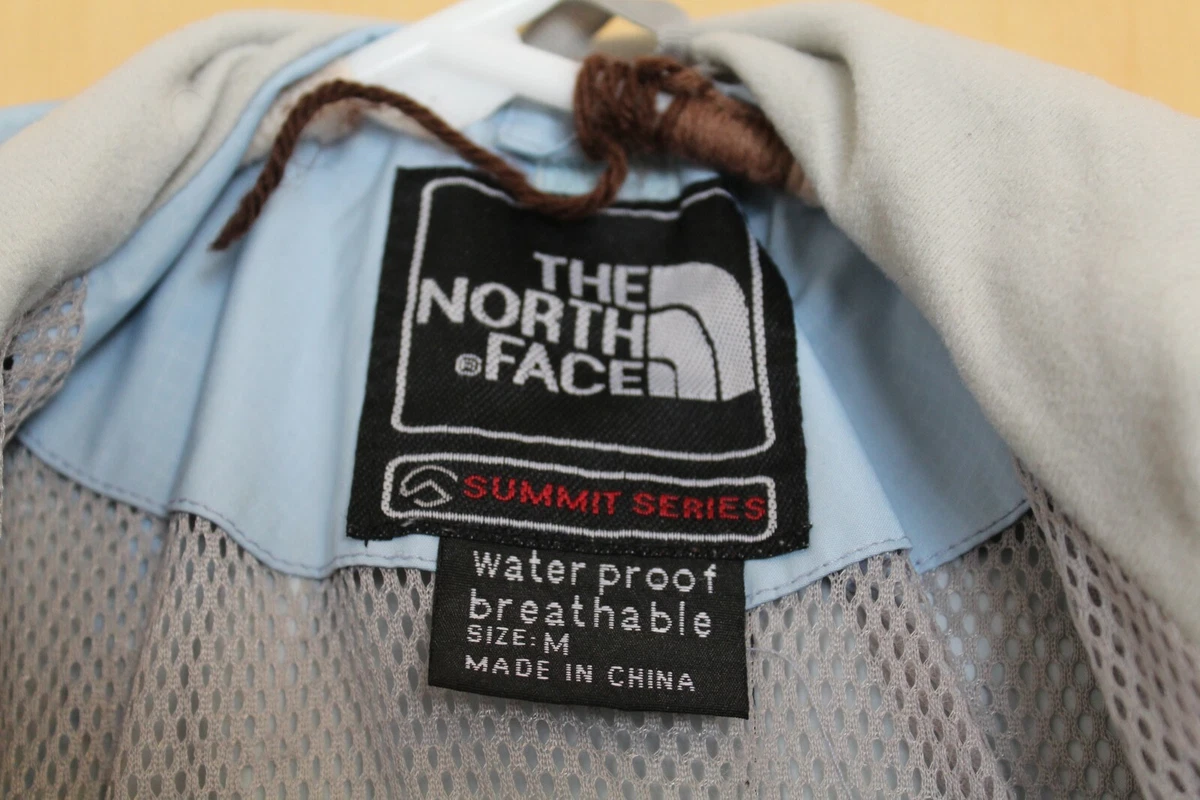 THE
NORTH
®FACE
SUMMIT SERIES
Water proof
breathable
SIZE: M
MADE IN CHINA